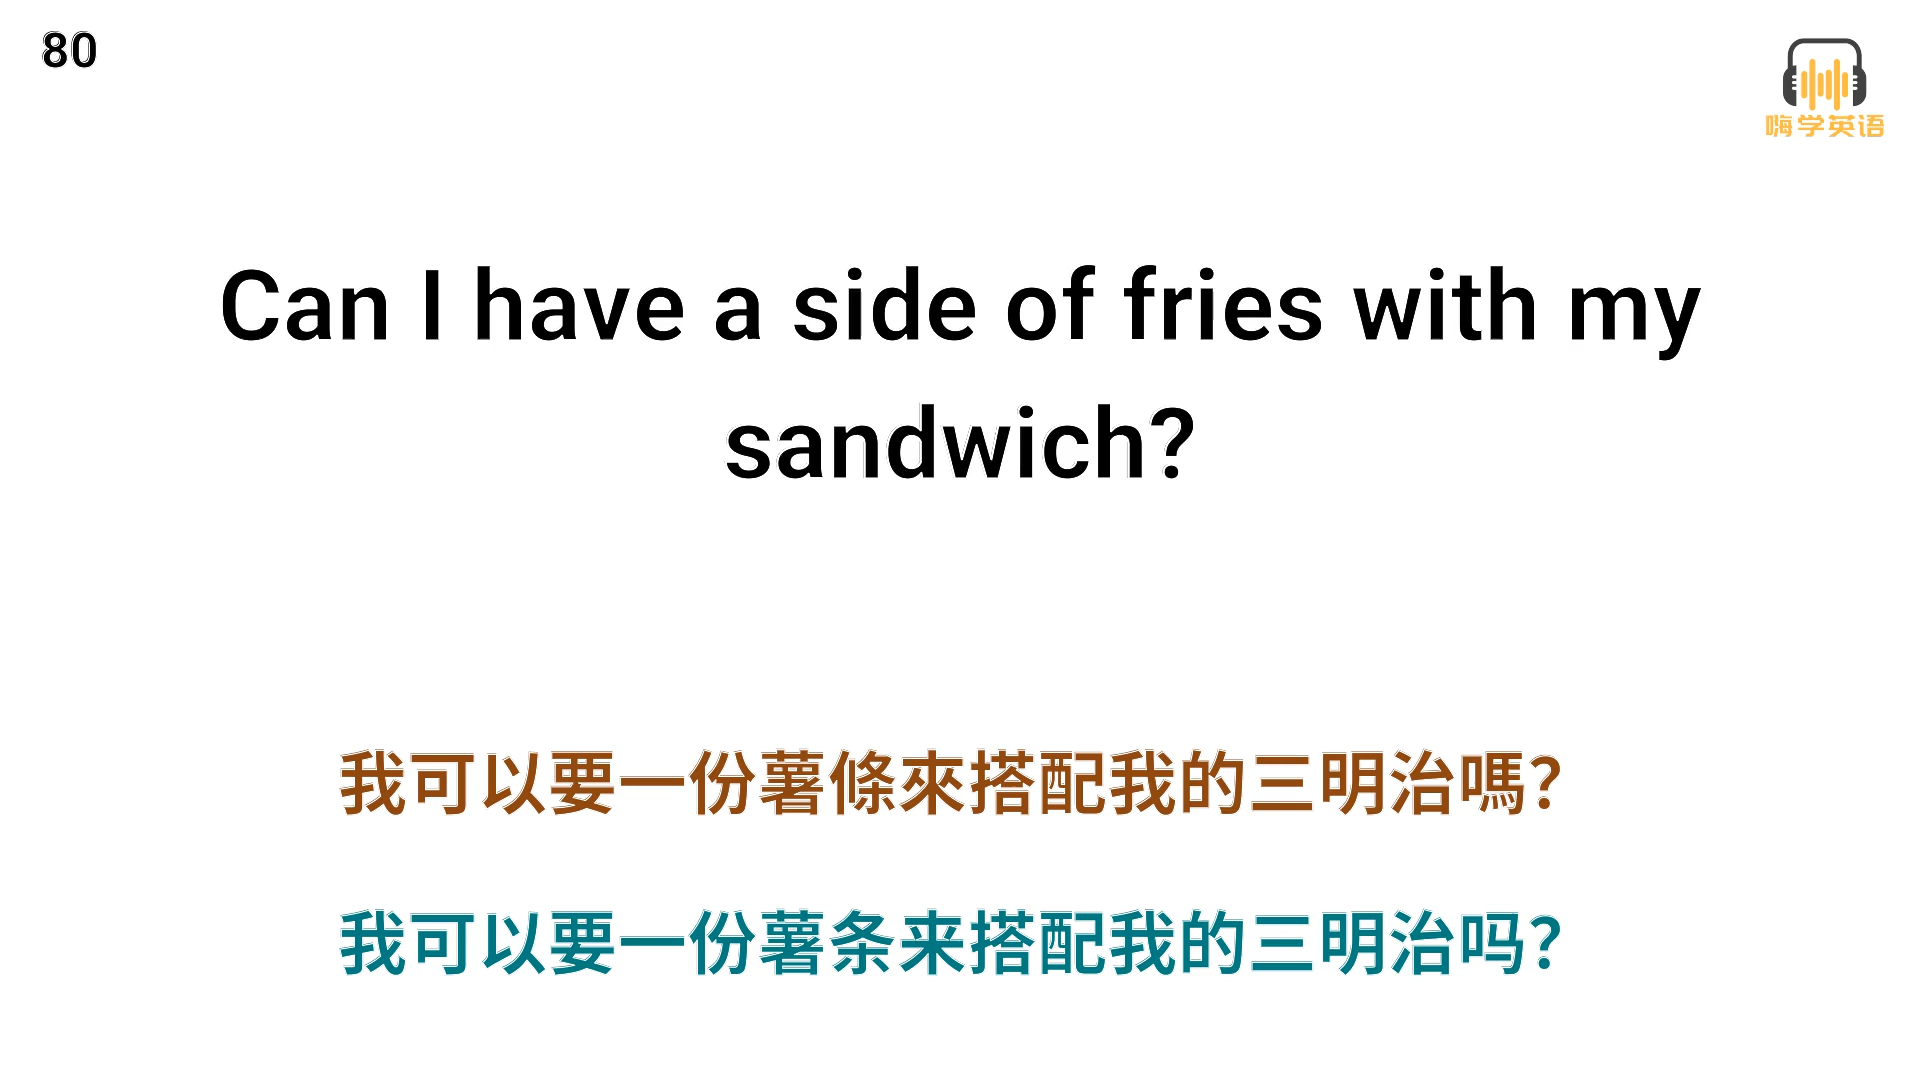 80
嗨学英语
Can I have a side of fries with my
sandwich?
我可以要一份薯條來搭配我的三明治嗎?
我可以要一份薯条来搭配我的三明治吗?